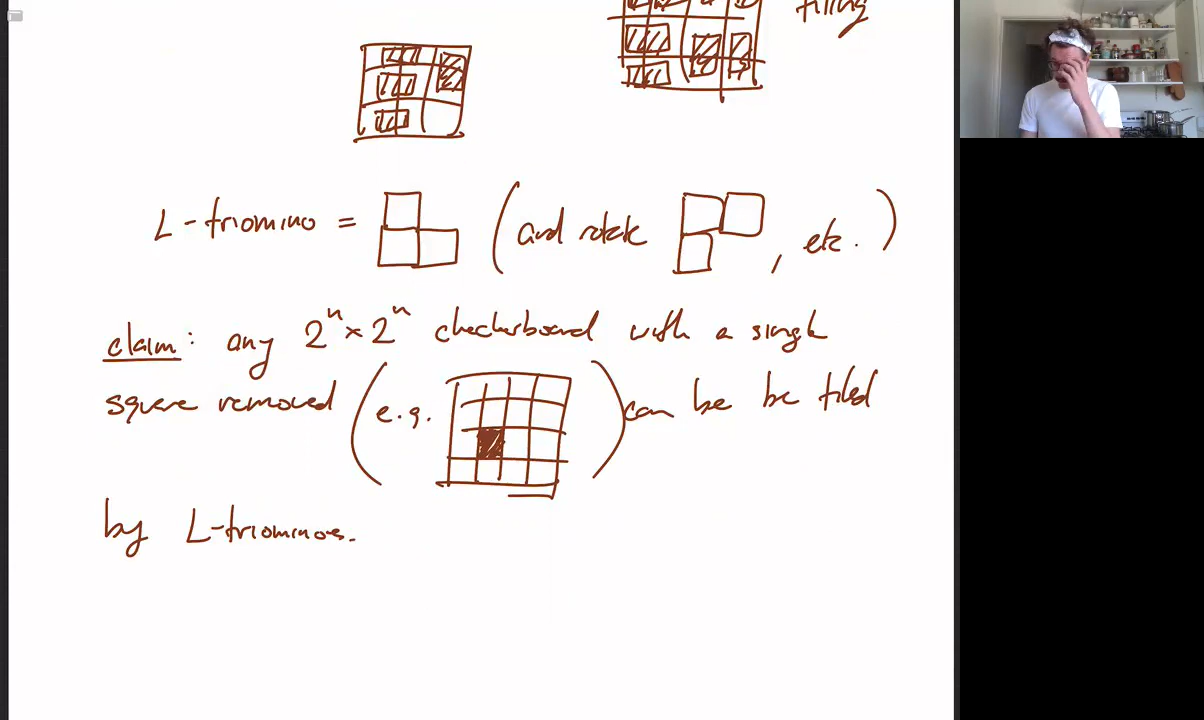 tiling
L-triomino = ( and rotate , etc. )
claim: any 2^n × 2^n checkerboard with a single
square removed ( e.g. ) can be be tiled
by L-triominoes.